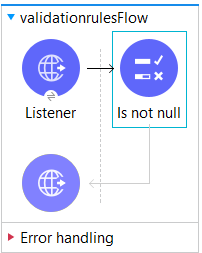 validationrulesFlow
Listener
Is not null
Error handling